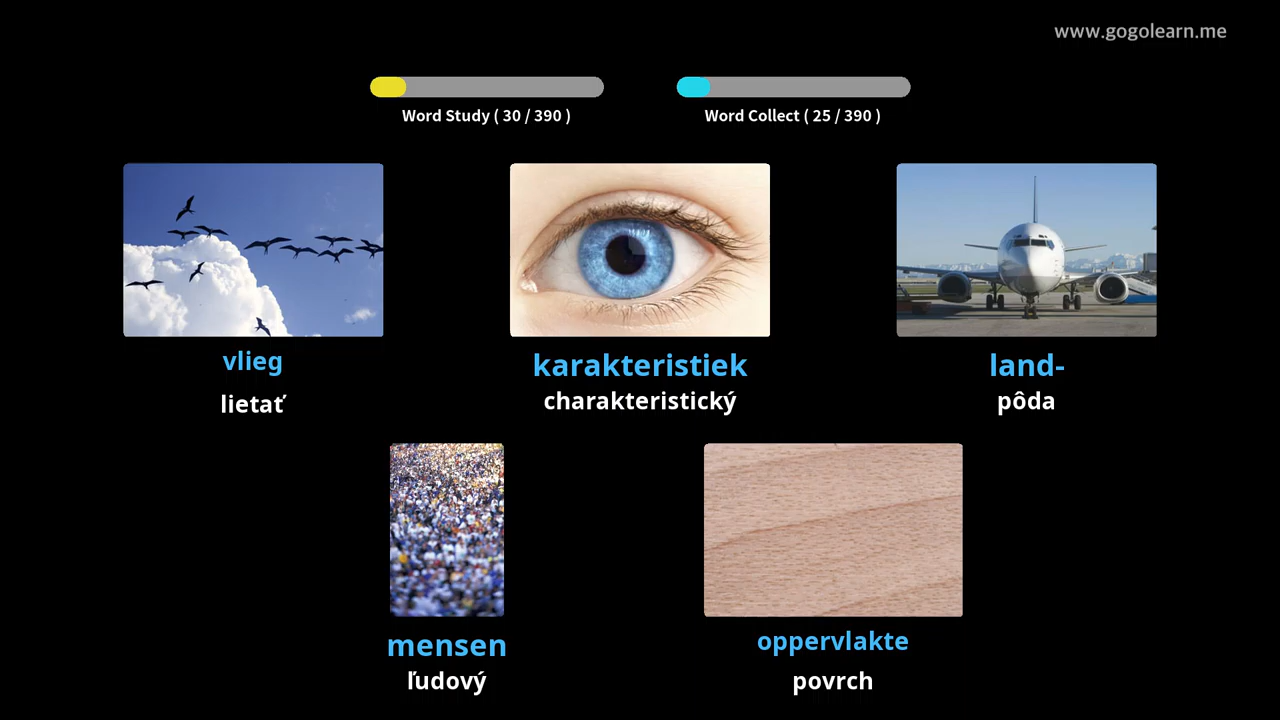 www.gogolearn.me
Word Study ( 30 / 390 )
Word Collect ( 25 / 390 )
vlieg
lietať
karakteristiek
charakteristický
land-
pôda
mensen
ľudový
oppervlakte
povrch